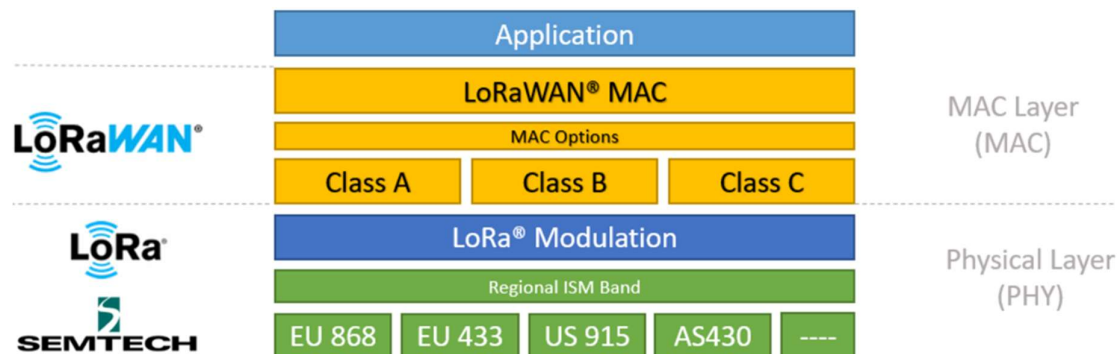 Application
LoRaWAN® MAC
LoRaWAN®
MAC Options
MAC Layer
(MAC)
Class A Class B Class C
LoRa®
LoRa® Modulation
Regional ISM Band
Physical Layer
(PHY)
SEMTECH
EU 868 EU 433 US 915 AS430 ----